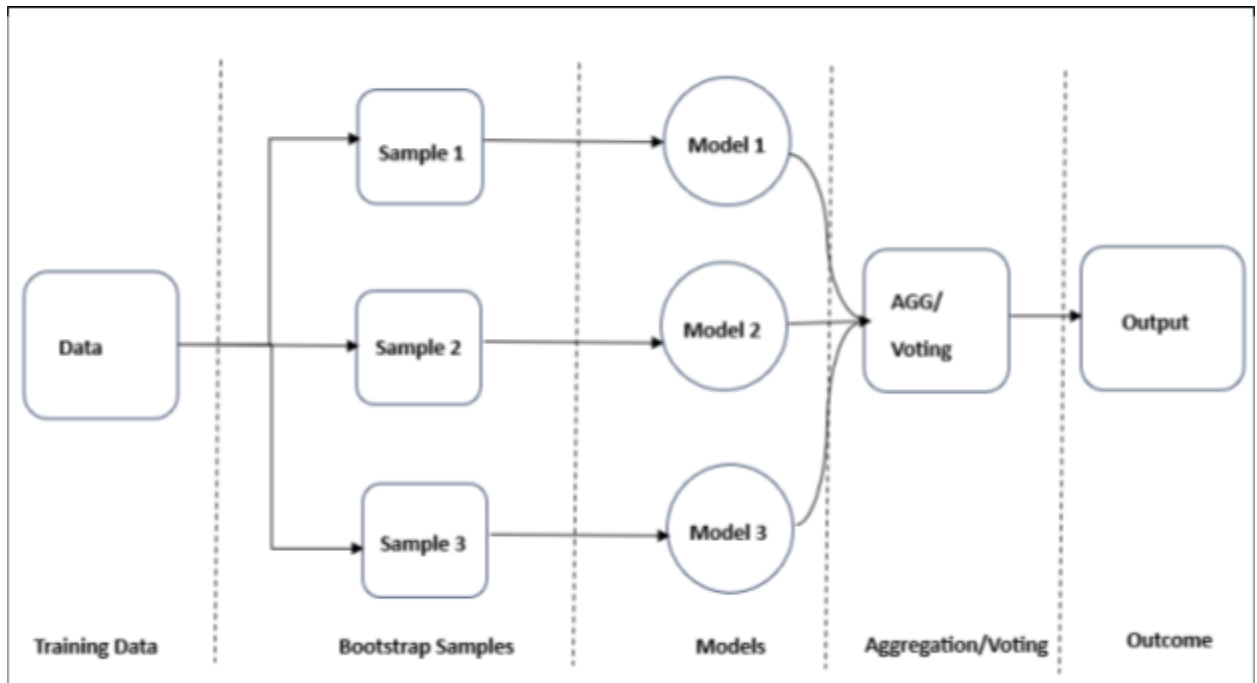 Sample 1
Model 1
Data
Sample 2
Model 2
AGG/
Voting
Output
Sample 3
Model 3
Training Data
Bootstrap Samples
Models
Aggregation/Voting
Outcome